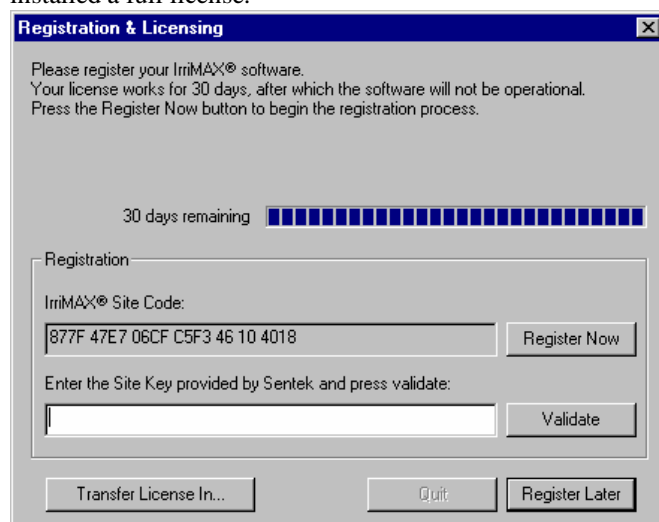 installed a full license.
Registration & Licensing
Please register your IrriMAX® software.
Your license works for 30 days, after which the software will not be operational.
Press the Register Now button to begin the registration process.
30 days remaining
Registration
IrriMAX® Site Code:
877F 47E7 06CF C5F3 46 10 4018
Register Now
Enter the Site Key provided by Sentek and press validate:
Validate
Transfer License In...
Quit
Register Later